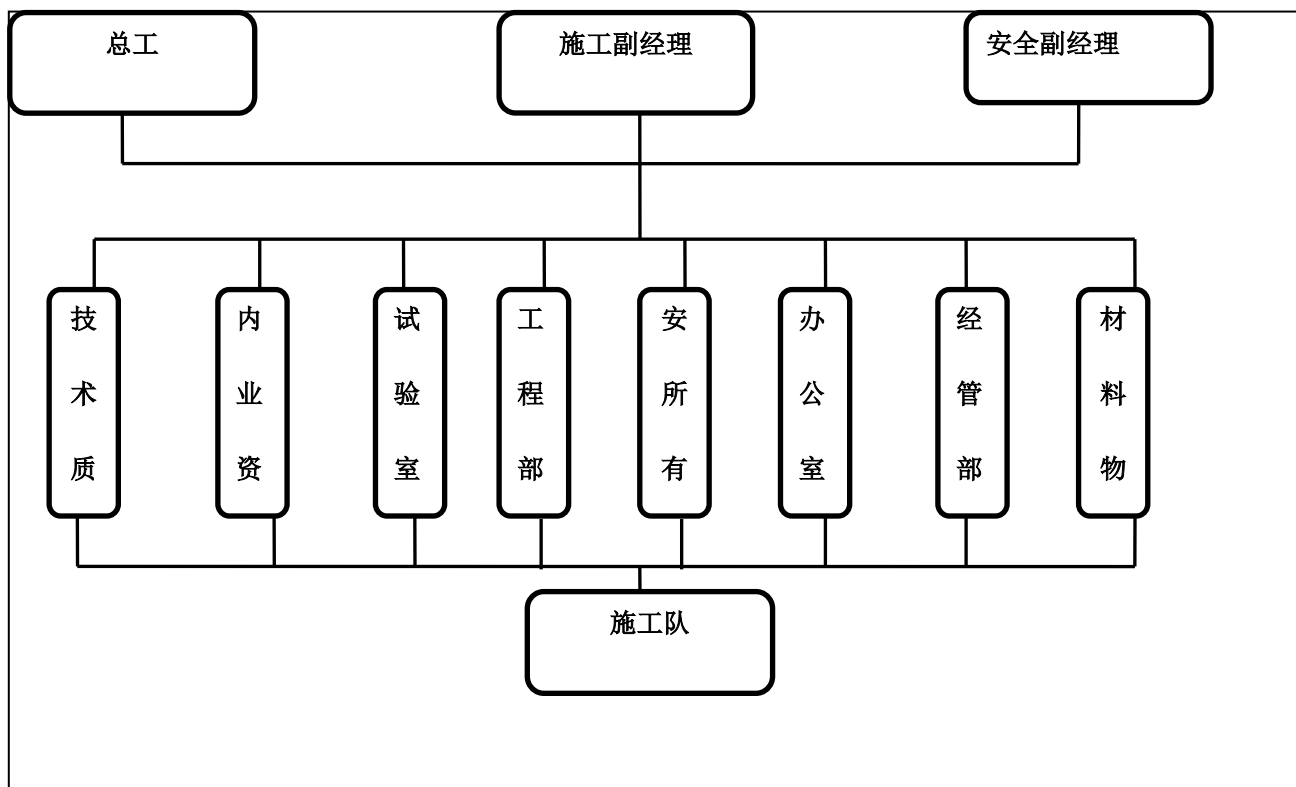 总工
施工副经理
安全副经理
技术质
内业资
试验室
工程部
安所有
办公室
经管部
材料物
施工队